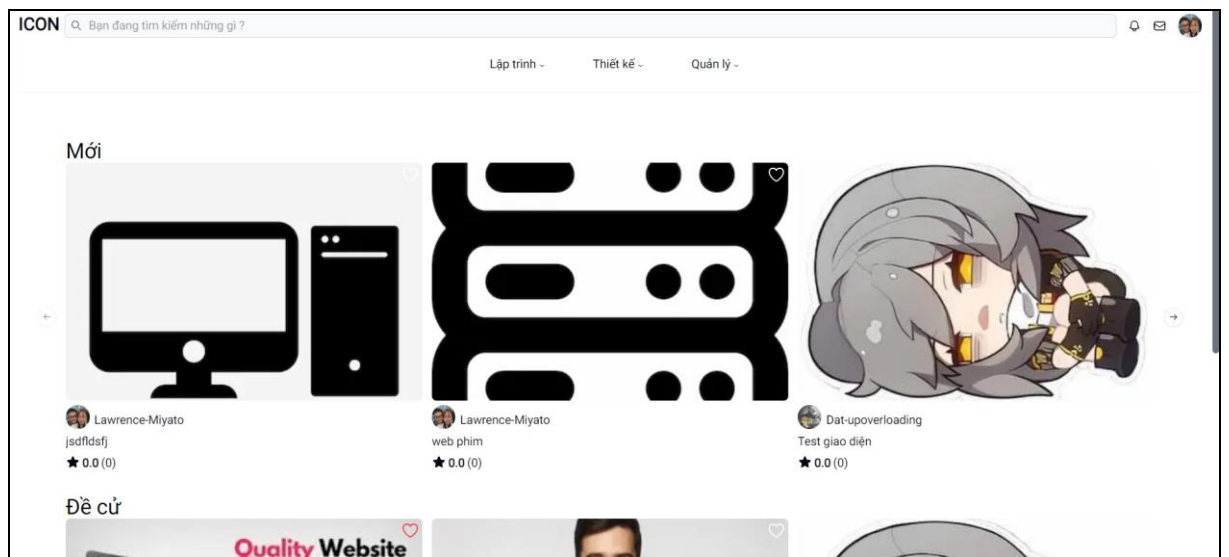 ICON
Bạn đang tìm kiếm những gì ?
Lập trình
Thiết kế
Quản lý
Mới
Lawrence-Miyato
Lawrence-Miyato
Dat-upoverloading
jsdfldsfj
web phim
Test giao diện
0.0 (0)
0.0 (0)
0.0 (0)
Đề cử
Quality Website